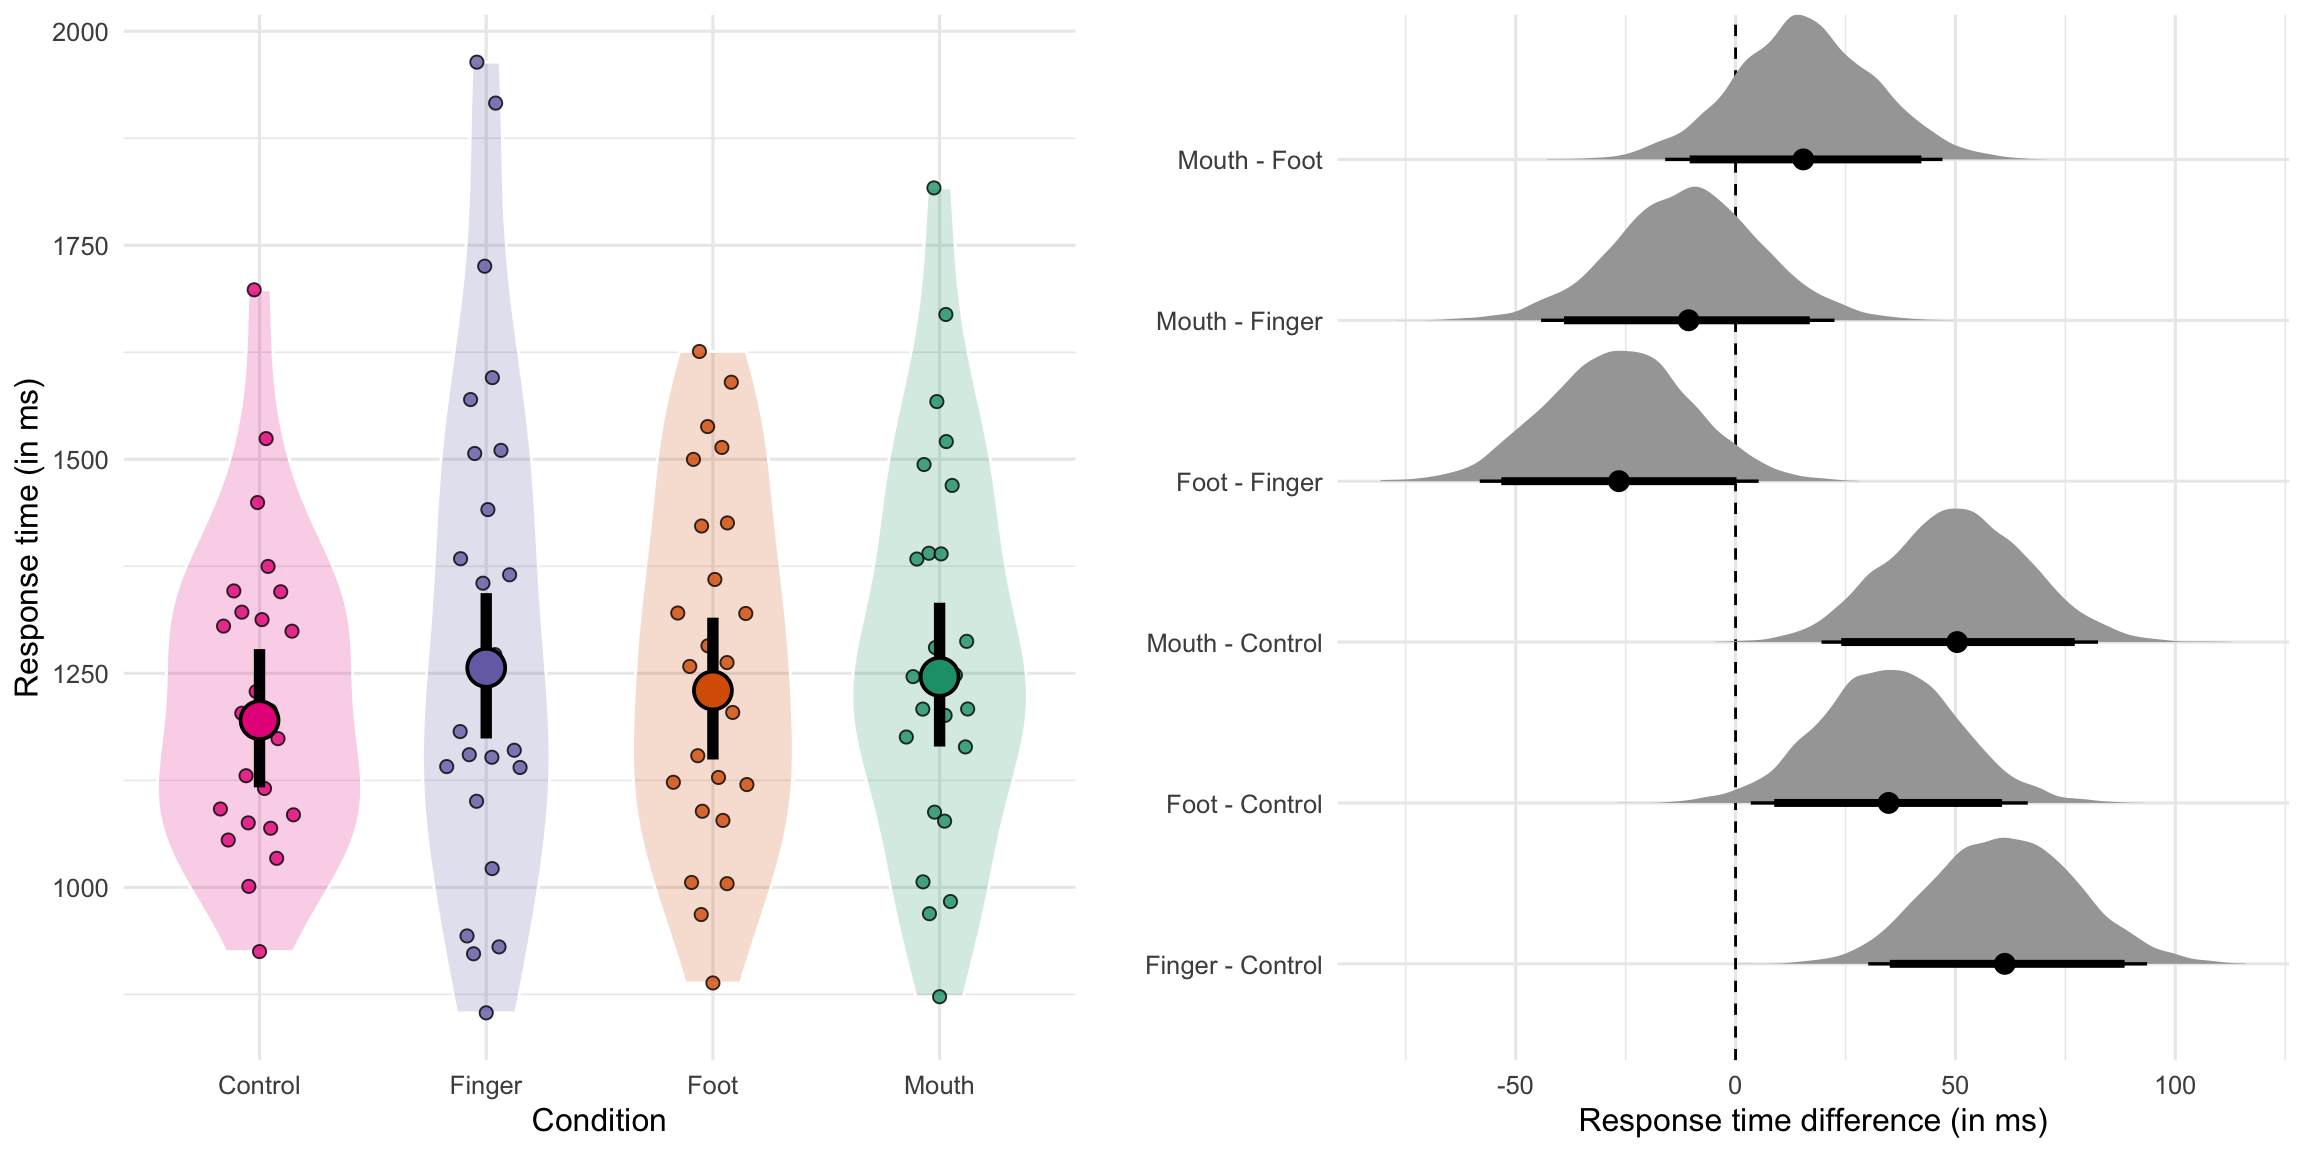 2000
1750
1500
1250
1000
Response time (in ms)
Control Finger Foot Mouth
Condition
Mouth - Foot
Mouth - Finger
Foot - Finger
Mouth - Control
Foot - Control
Finger - Control
-50 0 50 100
Response time difference (in ms)